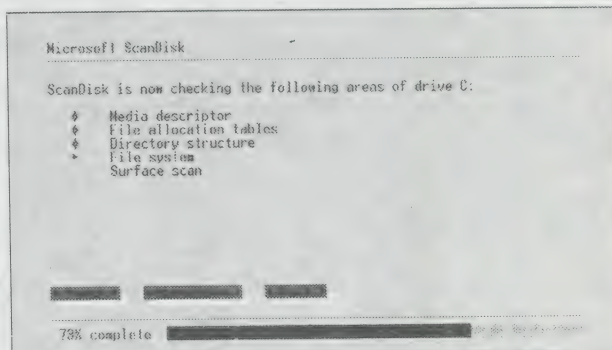 Microsoft ScanDisk
ScanDisk is now checking the following areas of drive C:
Media descriptor
File allocation tables
Directory structure
File system
Surface scan
73% complete